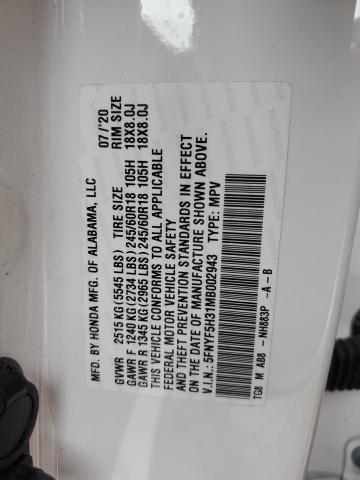 MFD. BY HONDA MFG. OF ALABAMA, LLC 07/'20
GVWR 2515 KG (5545 LBS) TIRE SIZE RIM SIZE
GAWR F 1240 KG (2734 LBS) 245/60R18 105H 18X8.0J
GAWR R 1345 KG (2965 LBS) 245/60R18 105H 18X8.0J
THIS VEHICLE CONFORMS TO ALL APPLICABLE
FEDERAL MOTOR VEHICLE SAFETY
AND THEFT PREVENTION STANDARDS IN EFFECT
ON THE DATE OF MANUFACTURE SHOWN ABOVE.
V.I.N.: 5FNYF5H31MB002943 TYPE: MPV
TG8 M AB8 - NH883P -A-B